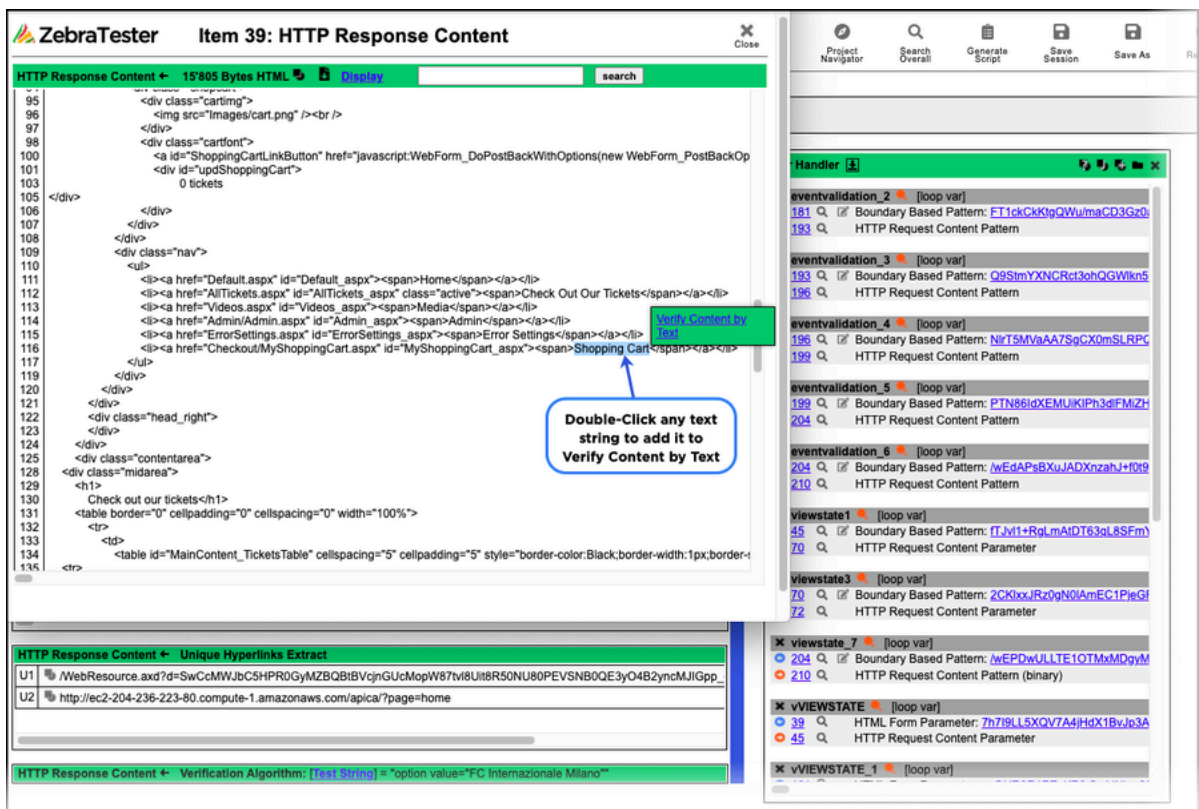 ZebraTester Item 39: HTTP Response Content
Close
HTTP Response Content ← 15'805 Bytes HTML Display search
95 <div class="cartimg">
96 <img src="Images/cart.png" /><br />
97 </div>
98 <div class="cartfont">
100 <a id="ShoppingCartLinkButton" href="javascript:WebForm_DoPostBackWithOptions(new WebForm_PostBackOp
101 <div id="updShoppingCart">
103 0 tickets
105 </div>
106 </div>
107 </div>
108 </div>
109 <div class="nav">
110 <ul>
111 <li><a href="Default.aspx" id="Default_aspx"><span>Home</span></a></li>
112 <li><a href="AllTickets.aspx" id="AllTickets_aspx" class="active"><span>Check Out Our Tickets</span></a></li>
113 <li><a href="Videos.aspx" id="Videos_aspx"><span>Media</span></a></li>
114 <li><a href="Admin/Admin.aspx" id="Admin_aspx"><span>Admin</span></a></li>
115 <li><a href="ErrorSettings.aspx" id="ErrorSettings_aspx"><span>Error Settings</span></a></li>
116 <li><a href="Checkout/MyShoppingCart.aspx" id="MyShoppingCart_aspx"><span>Shopping Cart</span></a></li>
117 </ul>
119 </div>
120 </div>
121 </div>
122 <div class="head_right">
123 </div>
124 </div>
125 <div class="contentarea">
128 <div class="midarea">
129 <h1>
130 Check out our tickets</h1>
131 <table border="0" cellpadding="0" cellspacing="0" width="100%">
132 <tr>
133 <td>
134 <table id="MainContent_TicketsTable" cellspacing="5" cellpadding="5" style="border-color:Black;border-width:1px;border-
135 <tr>
Verify Content by
Text
Double-Click any text
string to add it to
Verify Content by Text
HTTP Response Content ← Unique Hyperlinks Extract
U1 /WebResource.axd?
U2 http://ec2-204-236-223-80.compute-1.amazonaws.com/apica/?page=home
HTTP Response Content ← Verification Algorithm: [Test String] = "option value="FC Internazionale Milano""
Project
Navigator
Search
Overall
Generate
Script
Save
Session
Save As
Handler
eventvalidation_2 [loop var]
181 Boundary Based Pattern:
193 HTTP Request Content Pattern
eventvalidation_3 [loop var]
193 Boundary Based Pattern:
196 HTTP Request Content Pattern
eventvalidation_4 [loop var]
196 Boundary Based Pattern:
199 HTTP Request Content Pattern
eventvalidation_5 [loop var]
199 Boundary Based Pattern:
204 HTTP Request Content Pattern
eventvalidation_6 [loop var]
204 Boundary Based Pattern:
210 HTTP Request Content Pattern
viewstate1 [loop var]
45 Boundary Based Pattern:
70 HTTP Request Content Parameter
viewstate3 [loop var]
70 Boundary Based Pattern:
72 HTTP Request Content Parameter
viewstate_7 [loop var]
204 Boundary Based Pattern:
210 HTTP Request Content Pattern (binary)
vVIEWSTATE [loop var]
39 HTML Form Parameter:
45 HTTP Request Content Parameter
vVIEWSTATE_1 [loop var]